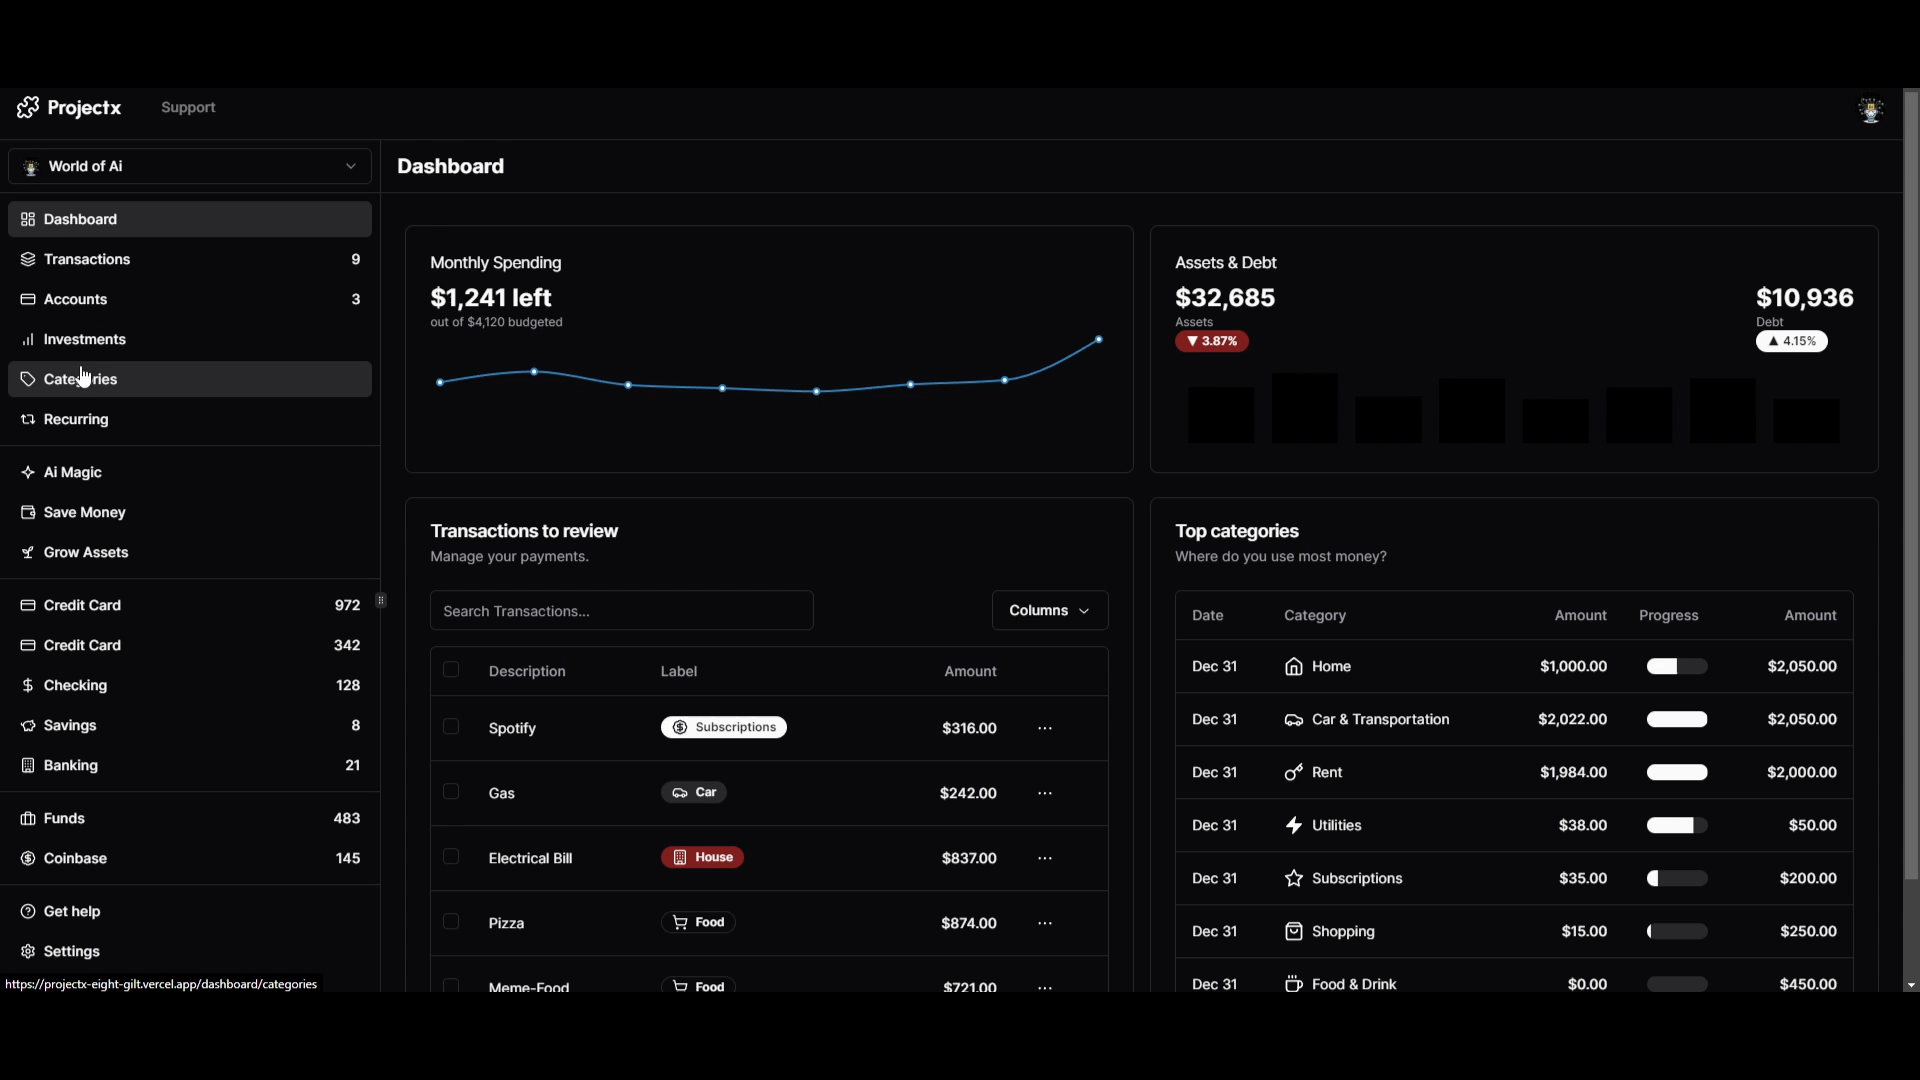 Projectx Support
World of Ai
Dashboard
Dashboard
Transactions 9
Accounts 3
Investments
Categories
Recurring
Ai Magic
Save Money
Grow Assets
Credit Card 972
Credit Card 342
Checking 128
Savings 8
Banking 21
Funds 483
Coinbase 145
Get help
Settings
https://projectx-eight-gilt.vercel.app/dashboard/categories
Monthly Spending
$1,241 left
out of $4,120 budgeted
Assets & Debt
$32,685 $10,936
Assets Debt
▼ 3.87% ▲ 4.15%
Transactions to review
Manage your payments.
Search Transactions... Columns
Description Label Amount
Spotify Subscriptions $316.00 ...
Gas Car $242.00 ...
Electrical Bill House $837.00 ...
Pizza Food $874.00 ...
Meme-Food Food $721.00 ...
Top categories
Where do you use most money?
Date Category Amount Progress Amount
Dec 31 Home $1,000.00 $2,050.00
Dec 31 Car & Transportation $2,022.00 $2,050.00
Dec 31 Rent $1,984.00 $2,000.00
Dec 31 Utilities $38.00 $50.00
Dec 31 Subscriptions $35.00 $200.00
Dec 31 Shopping $15.00 $250.00
Dec 31 Food & Drink $0.00 $450.00